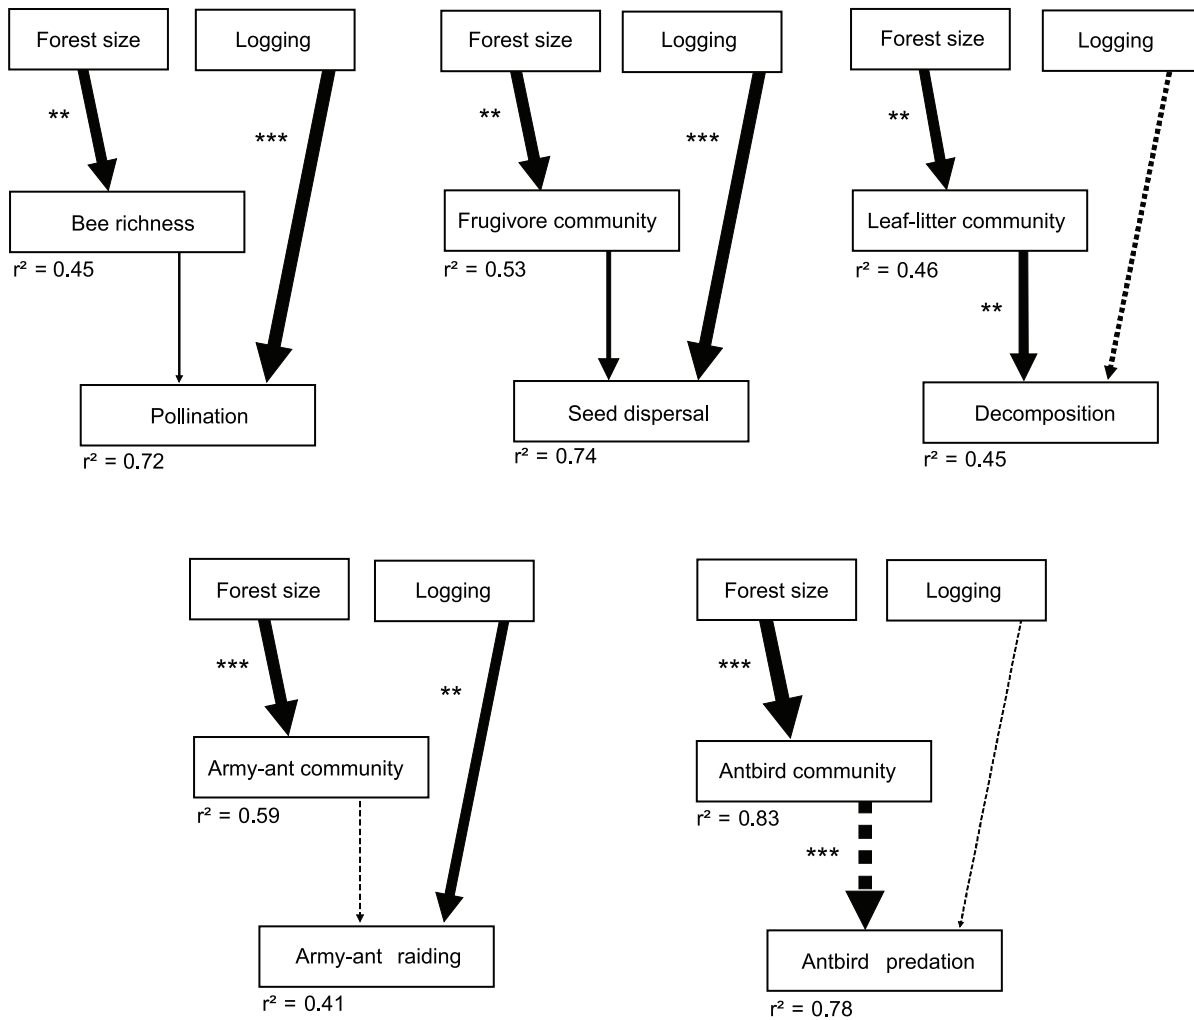 Forest size
Logging
**
***
Bee richness
r² = 0.45
Pollination
r² = 0.72
Forest size
Logging
**
***
Frugivore community
r² = 0.53
Seed dispersal
r² = 0.74
Forest size
Logging
**
Leaf-litter community
r² = 0.46
**
Decomposition
r² = 0.45
Forest size
Logging
***
**
Army-ant community
r² = 0.59
Army-ant raiding
r² = 0.41
Forest size
Logging
***
Antbird community
r² = 0.83
***
Antbird predation
r² = 0.78